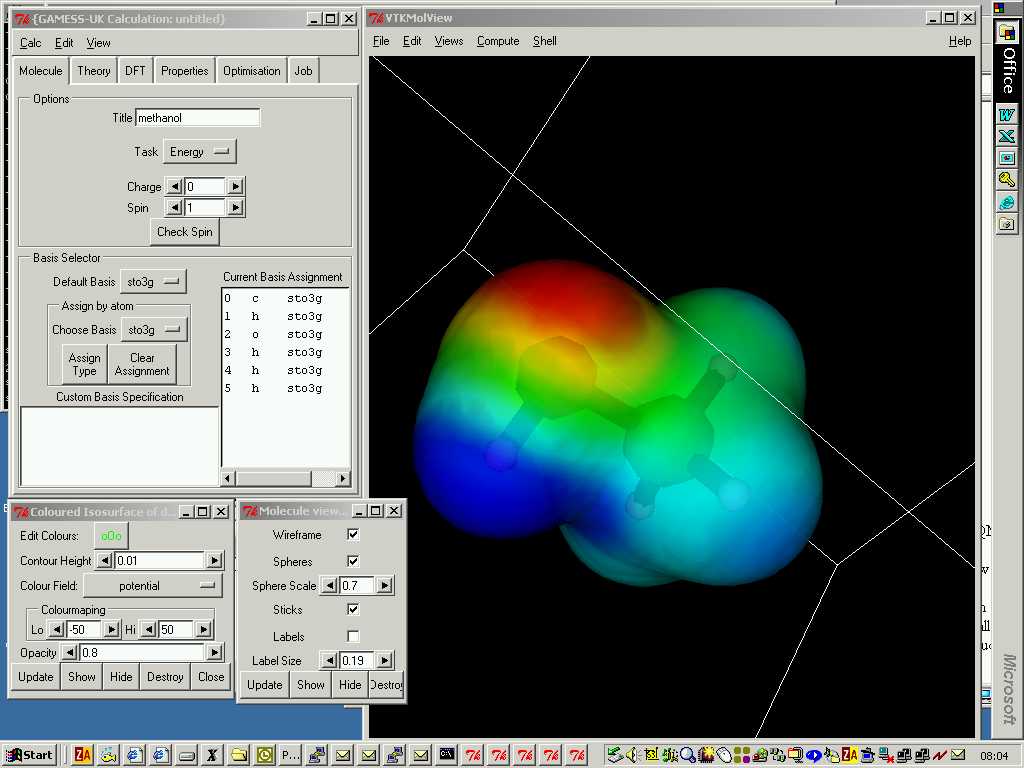 {GAMESS-UK Calculation: untitled}
Calc Edit View
Molecule Theory DFT Properties Optimisation Job
Options
Title methanol
Task Energy
Charge 0
Spin 1
Check Spin
Basis Selector
Default Basis sto3g
Assign by atom
Choose Basis sto3g
Assign Type
Clear Assignment
Custom Basis Specification
Current Basis Assignment
0 c sto3g
1 h sto3g
2 o sto3g
3 h sto3g
4 h sto3g
5 h sto3g
VTKMolView
File Edit Views Compute Shell Help
Coloured Isosurface of d...
Edit Colours: oOo
Contour Height 0.01
Colour Field: potential
Colourmaping
Lo -50 Hi 50
Opacity 0.8
Update Show Hide Destroy Close
Molecule view...
Wireframe
Spheres
Sphere Scale 0.7
Sticks
Labels
Label Size 0.19
Update Show Hide Destroy
Office
Microsoft
Start
P...
08:04